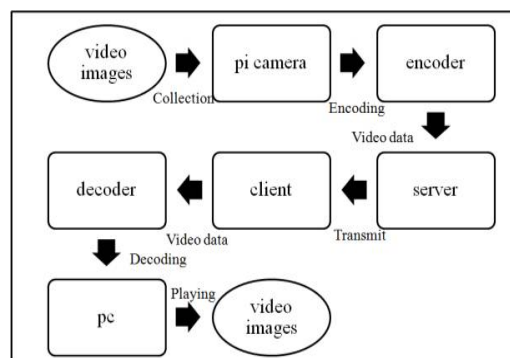 video
images
Collection
pi camera
Encoding
encoder
Video data
server
Transmit
client
Video data
decoder
Decoding
pc
Playing
video
images